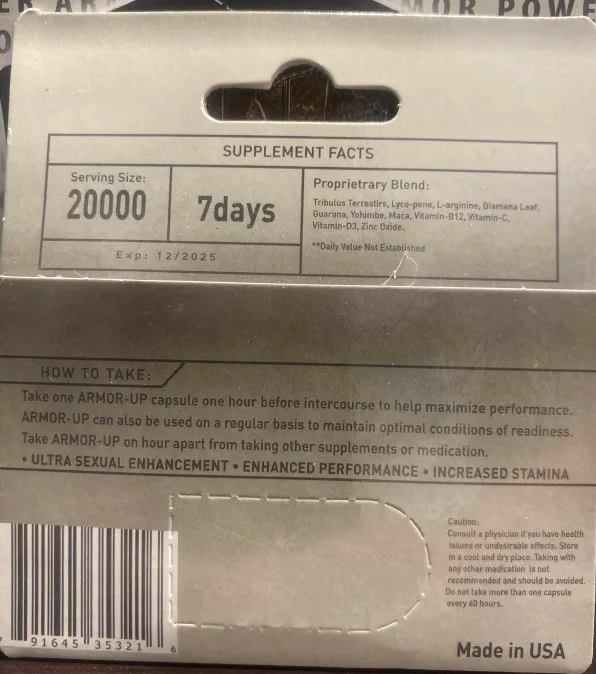 ER AR
MOR POWE
SUPPLEMENT FACTS
Serving Size:
20000
7days
Exp: 12/2025
Proprietrary Blend:
Tribulus Terrestirs, Lyco-pene, L-arginine, Diamana Leaf,
Guarana, Yohimbe, Maca, Vitamin-B12, Vitamin-C,
Vitamin-D3, Zinc Oxide.
**Daily Value Not Established
HOW TO TAKE:
Take one ARMOR-UP capsule one hour before intercourse to help maximize performance.
ARMOR-UP can also be used on a regular basis to maintain optimal conditions of readiness.
Take ARMOR-UP on hour apart from taking other supplements or medication.
• ULTRA SEXUAL ENHANCEMENT • ENHANCED PERFORMANCE • INCREASED STAMINA
Caution:
Consult a physician if you have health
issues or undesirable effects. Store
in a cool and dry place. Taking with
any other medication is not
recommended and should be avoided.
Do not take more than one capsule
every 60 hours.
91645 35321 6
Made in USA